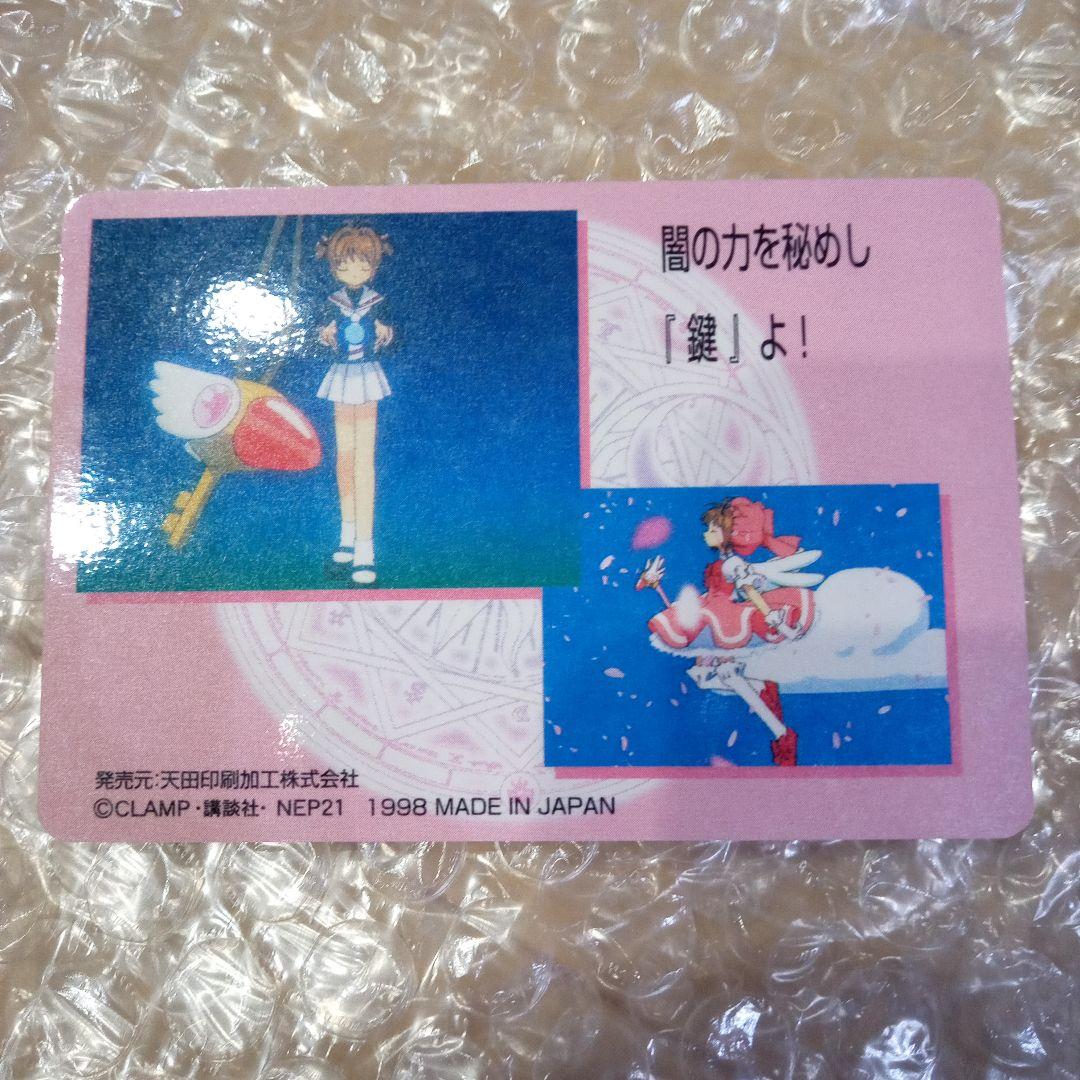 闇の力を秘めし
『鍵』よ!
発売元:天田印刷加工株式会社
©CLAMP・講談社・NEP21 1998 MADE IN JAPAN